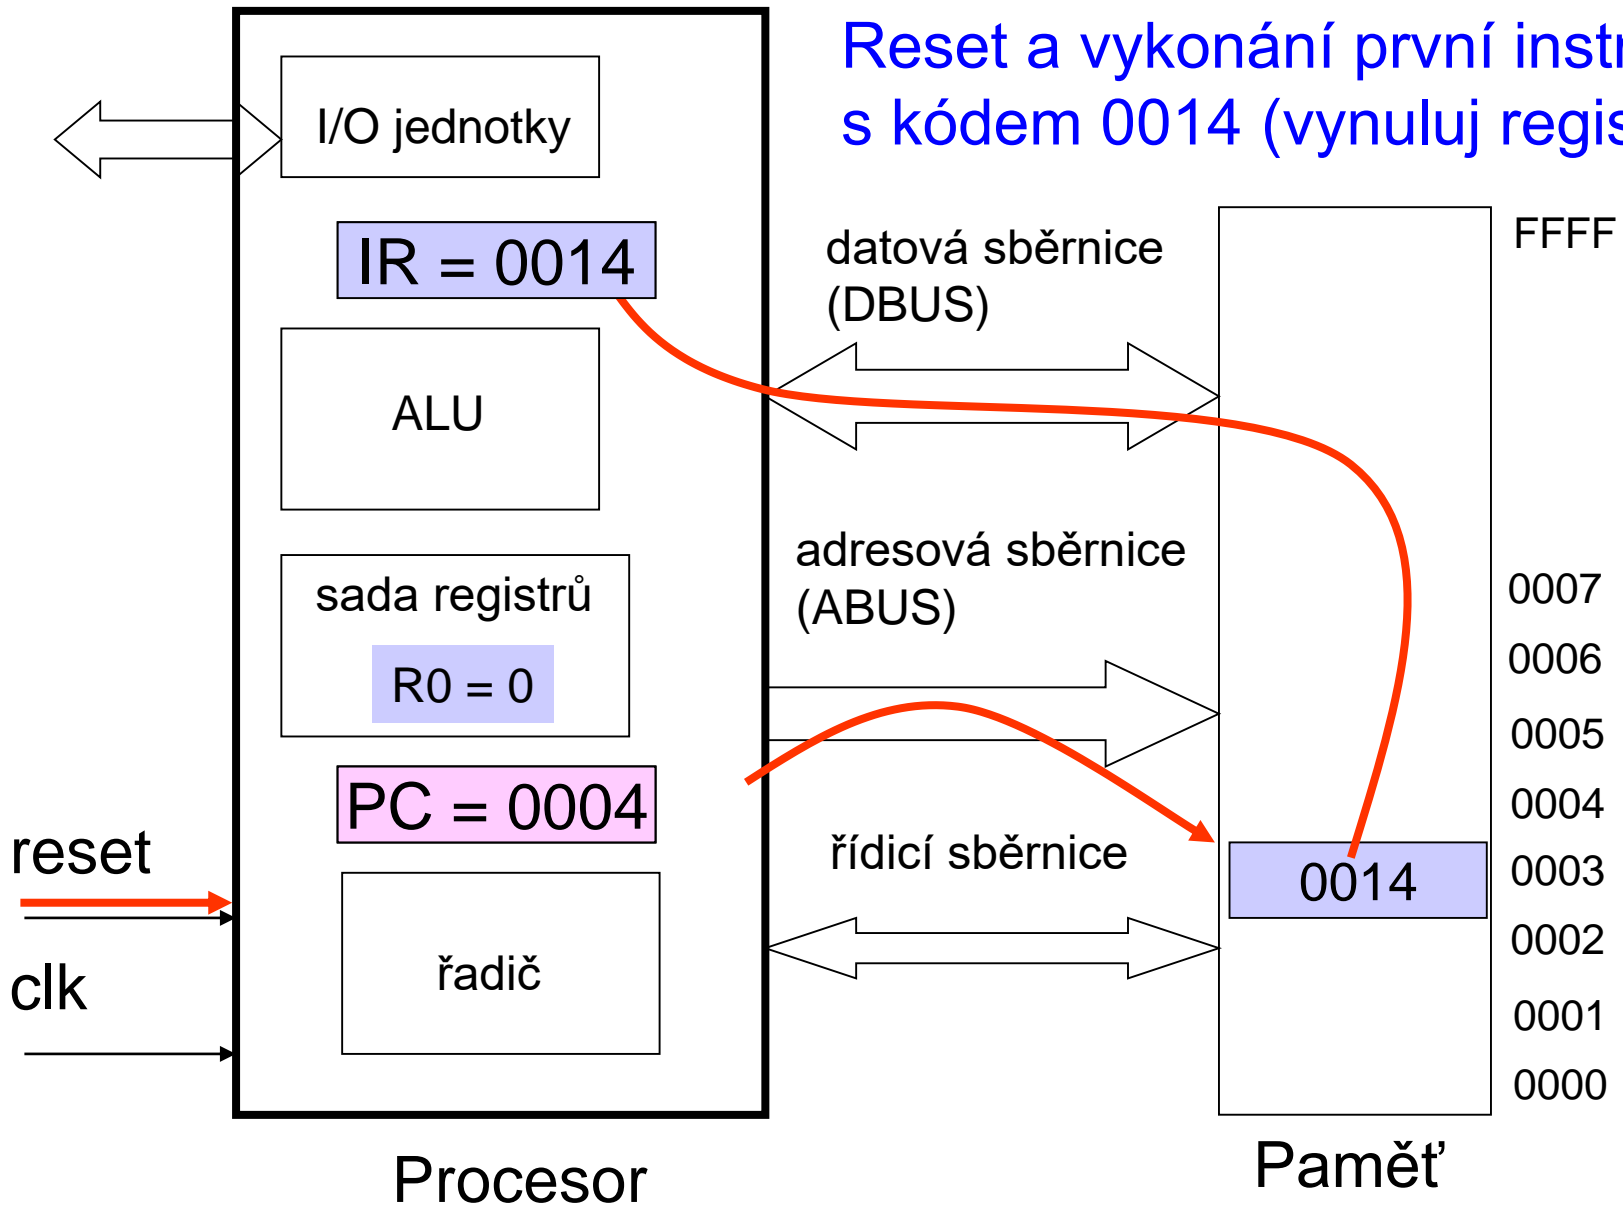 Reset a vykonání první
s kódem 0014 (vynuluj
I/O jednotky
IR = 0014
ALU
sada registrů
R0 = 0
PC = 0004
řadič
reset
clk
Procesor
datová sběrnice
(DBUS)
adresová sběrnice
(ABUS)
řídicí sběrnice
FFFF
0007
0006
0005
0004
0014
0003
0002
0001
0000
Paměť